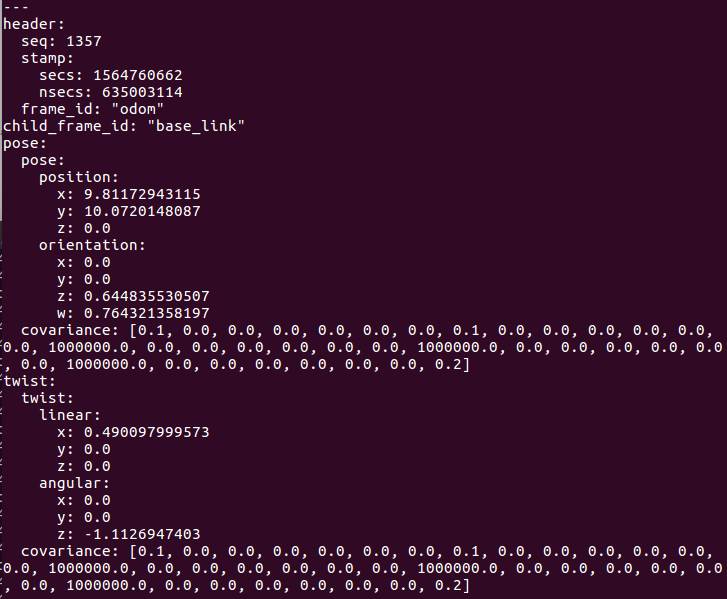 ---
header:
  seq: 1357
  stamp:
    secs: 1564760662
    nsecs: 635003114
  frame_id: "odom"
child_frame_id: "base_link"
pose:
  pose:
    position:
      x: 9.81172943115
      y: 10.0720148087
      z: 0.0
    orientation:
      x: 0.0
      y: 0.0
      z: 0.644835530507
      w: 0.764321358197
  covariance: [0.1, 0.0, 0.0, 0.0, 0.0, 0.0, 0.0, 0.1, 0.0, 0.0, 0.0, 0.0, 0.0,
0.0, 1000000.0, 0.0, 0.0, 0.0, 0.0, 0.0, 0.0, 1000000.0, 0.0, 0.0, 0.0, 0.0, 0.0
, 0.0, 1000000.0, 0.0, 0.0, 0.0, 0.0, 0.0, 0.0, 0.2]
twist:
  twist:
    linear:
      x: 0.490097999573
      y: 0.0
      z: 0.0
    angular:
      x: 0.0
      y: 0.0
      z: -1.1126947403
  covariance: [0.1, 0.0, 0.0, 0.0, 0.0, 0.0, 0.0, 0.1, 0.0, 0.0, 0.0, 0.0, 0.0,
0.0, 1000000.0, 0.0, 0.0, 0.0, 0.0, 0.0, 0.0, 1000000.0, 0.0, 0.0, 0.0, 0.0, 0.0
, 0.0, 1000000.0, 0.0, 0.0, 0.0, 0.0, 0.0, 0.0, 0.2]